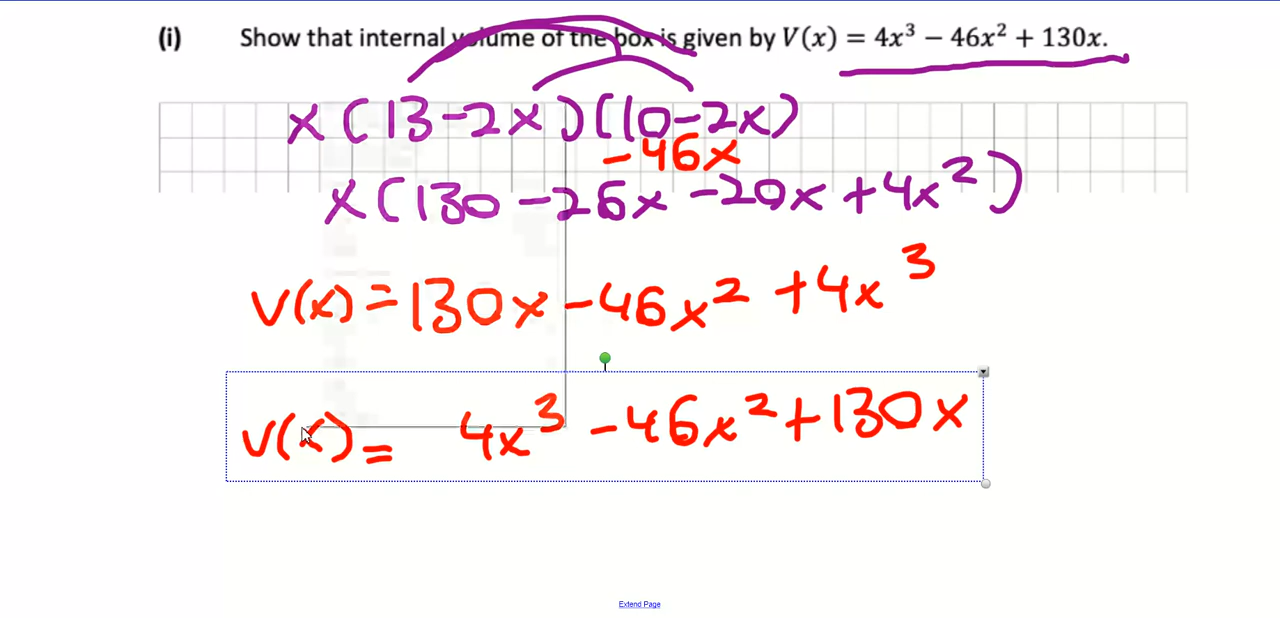 (i) Show that internal volume of the box is given by V(x) = 4x³ − 46x² + 130x.
x(13-2x)(10-2x)
-46x
x(130 -26x -20x +4x²)
V(x) = 130x -46x² +4x³
V(x) = 4x³ -46x² +130x
Extend Page